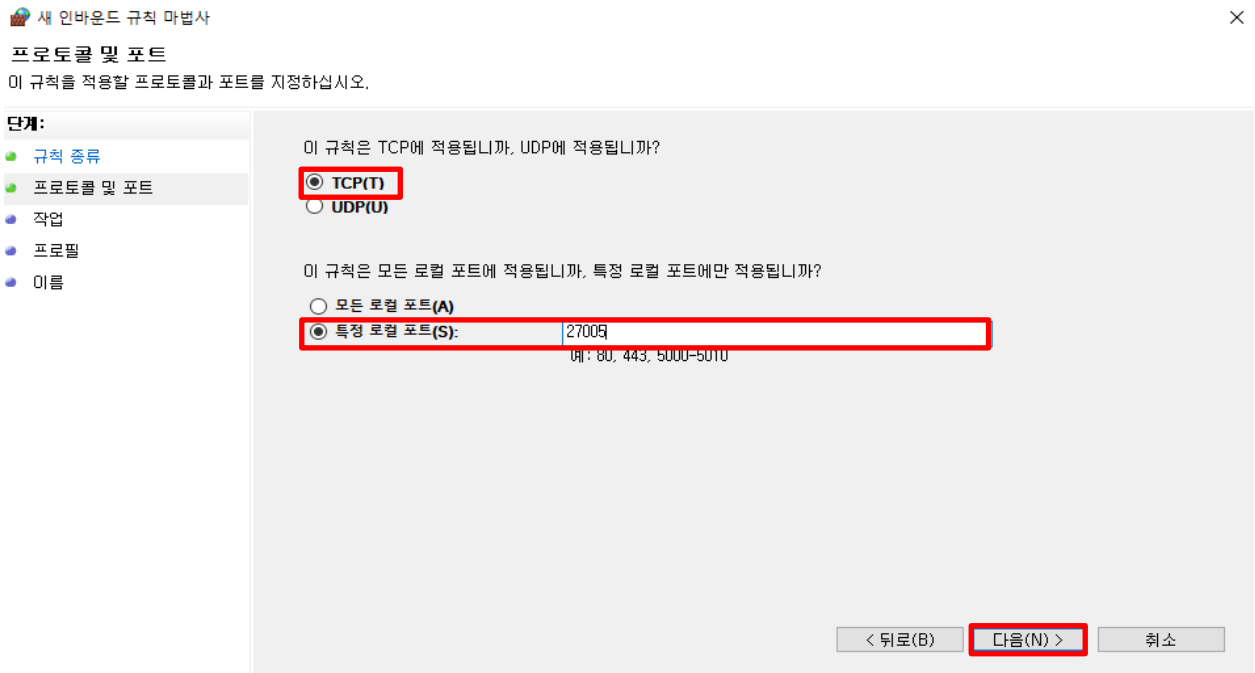 새 인바운드 규칙 마법사
프로토콜 및 포트
이 규칙을 적용할 프로토콜과 포트를 지정하십시오.
단계:
규칙 종류
프로토콜 및 포트
작업
프로필
이름
이 규칙은 TCP에 적용됩니까, UDP에 적용됩니까?
TCP(T)
UDP(U)
이 규칙은 모든 로컬 포트에 적용됩니까, 특정 로컬 포트에만 적용됩니까?
모든 로컬 포트(A)
특정 로컬 포트(S): 27005
예: 80, 443, 5000-5010
< 뒤로(B) 다음(N) > 취소